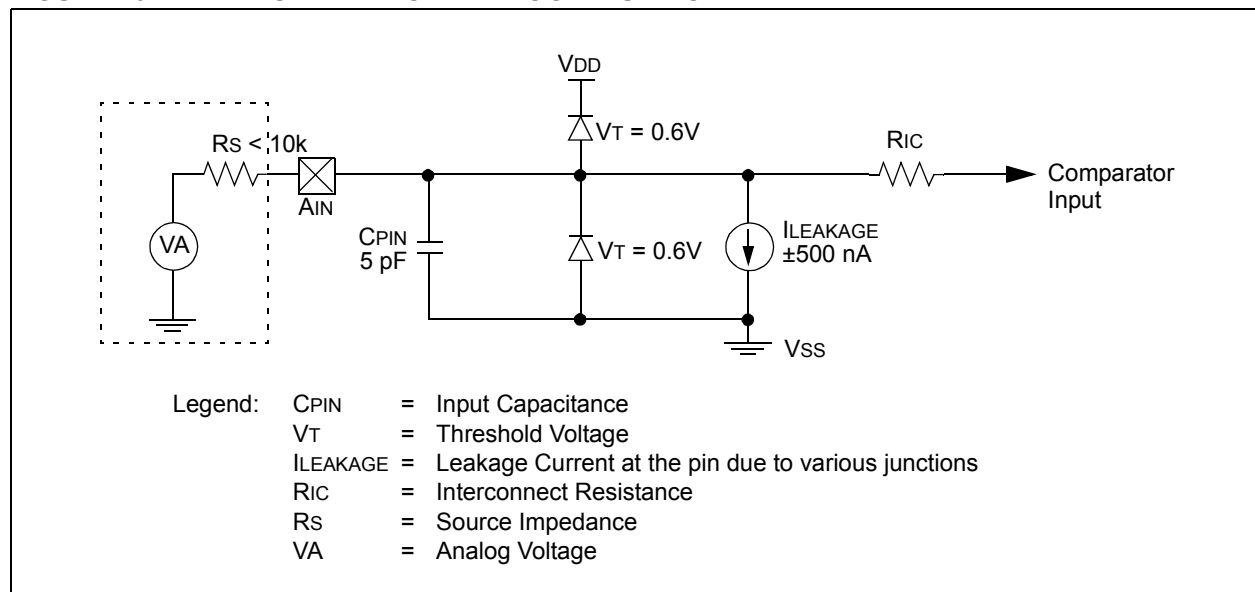 VDD
RS < 10k
VT = 0.6V
RIC
AIN
Comparator
Input
VA
CPIN
5 pF
VT = 0.6V
ILEAKAGE
±500 nA
VSS
Legend: CPIN = Input Capacitance
VT = Threshold Voltage
ILEAKAGE = Leakage Current at the pin due to various junctions
RIC = Interconnect Resistance
RS = Source Impedance
VA = Analog Voltage